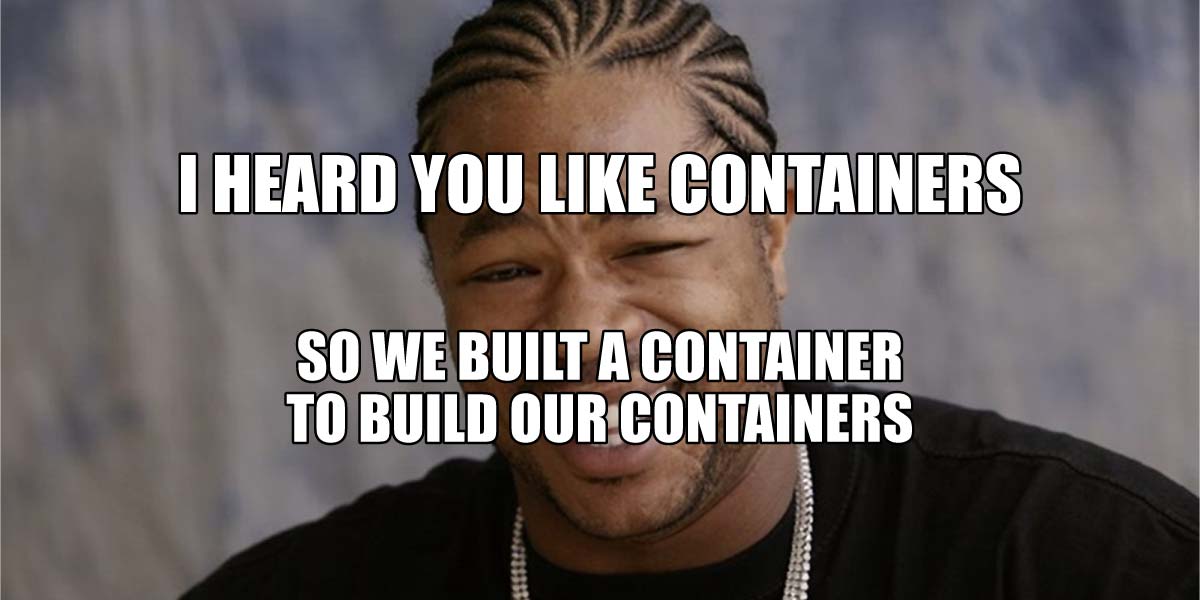 I HEARD YOU LIKE CONTAINERS
SO WE BUILT A CONTAINER
TO BUILD OUR CONTAINERS